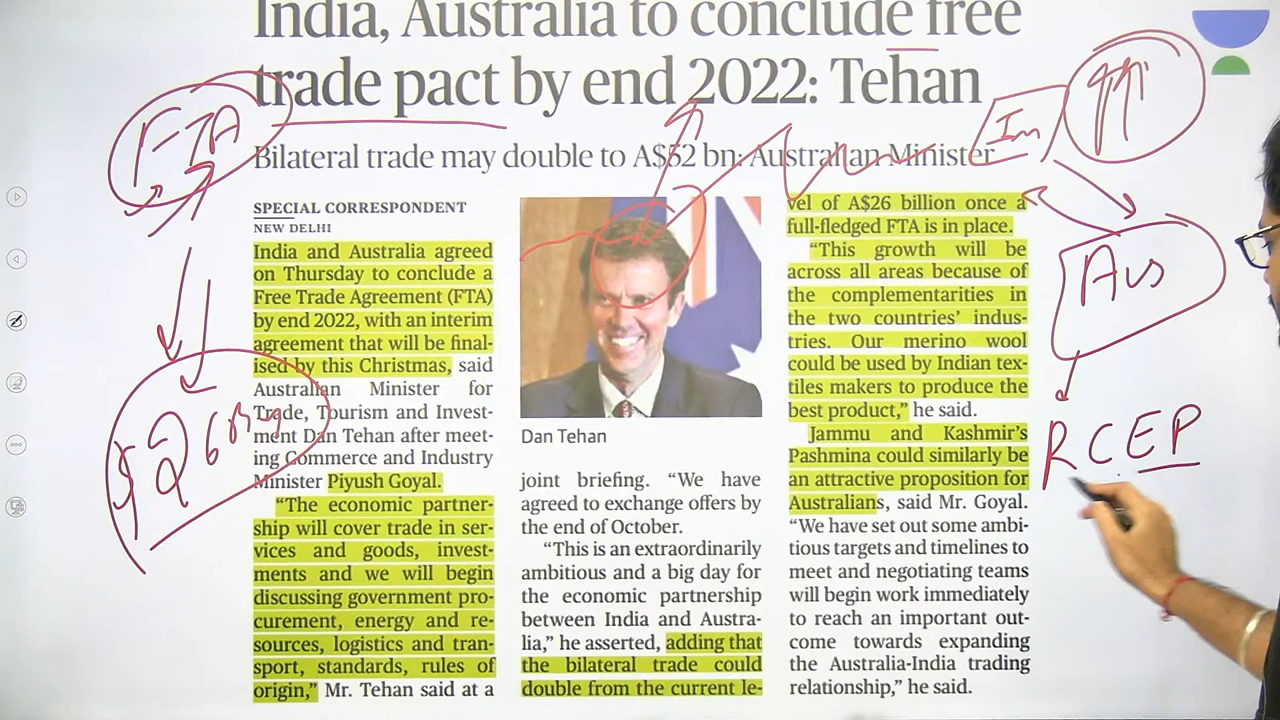 India, Australia to conclude free
trade pact by end 2022: Tehan
Bilateral trade may double to A$52 bn: Australian Minister
SPECIAL CORRESPONDENT
NEW DELHI
India and Australia agreed
on Thursday to conclude a
Free Trade Agreement (FTA)
by end 2022, with an interim
agreement that will be final-
ised by this Christmas, said
Australian Minister for
Trade, Tourism and Invest-
ment Dan Tehan after meet-
ing Commerce and Industry
Minister Piyush Goyal.
"The economic partner-
ship will cover trade in ser-
vices and goods, invest-
ments and we will begin
discussing government pro-
curement, energy and re-
sources, logistics and tran-
sport, standards, rules of
origin," Mr. Tehan said at a
Dan Tehan
joint briefing. "We have
agreed to exchange offers by
the end of October.
"This is an extraordinarily
ambitious and a big day for
the economic partnership
between India and Austra-
lia," he asserted, adding that
the bilateral trade could
double from the current le-
vel of A$26 billion once a
full-fledged FTA is in place.
"This growth will be
across all areas because of
the complementarities in
the two countries' indus-
tries. Our merino wool
could be used by Indian tex-
tiles makers to produce the
best product," he said.
Jammu and Kashmir's
Pashmina could similarly be
an attractive proposition for
Australians, said Mr. Goyal.
"We have set out some ambi-
tious targets and timelines to
meet and negotiating teams
will begin work immediately
to reach an important out-
come towards expanding
the Australia-India trading
relationship," he said.
FTA
Aus
RCEP